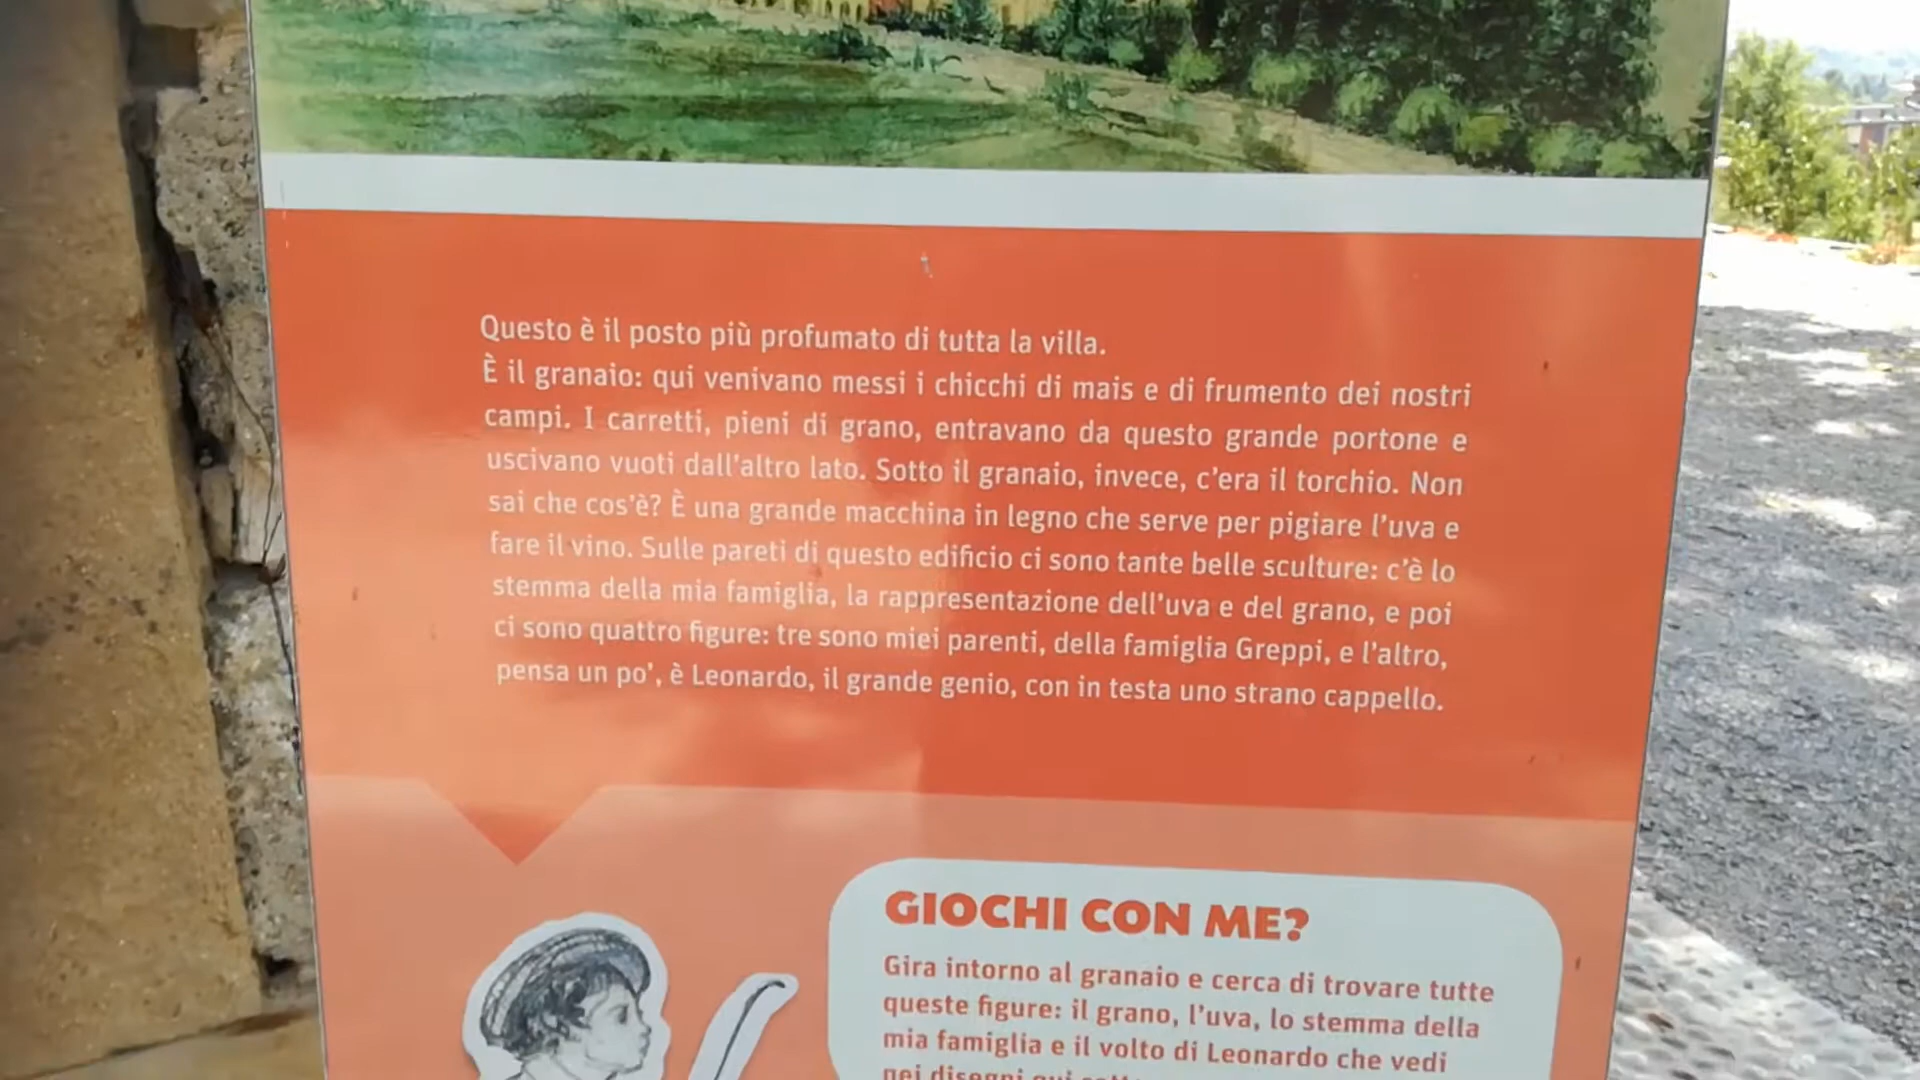 Questo è il posto più profumato di tutta la villa.
È il granaio: qui venivano messi i chicchi di mais e di frumento dei nostri
campi. I carretti, pieni di grano, entravano da questo grande portone e
uscivano vuoti dall'altro lato. Sotto il granaio, invece, c'era il torchio. Non
sai che cos'è? È una grande macchina in legno che serve per pigiare l'uva e
fare il vino. Sulle pareti di questo edificio ci sono tante belle sculture: c'è lo
stemma della mia famiglia, la rappresentazione dell'uva e del grano, e poi
ci sono quattro figure: tre sono miei parenti, della famiglia Greppi, e l'altro,
pensa un po', è Leonardo, il grande genio, con in testa uno strano cappello.
GIOCHI CON ME?
Gira intorno al granaio e cerca di trovare tutte
queste figure: il grano, l'uva, lo stemma della
mia famiglia e il volto di Leonardo che vedi
nei disegni qui